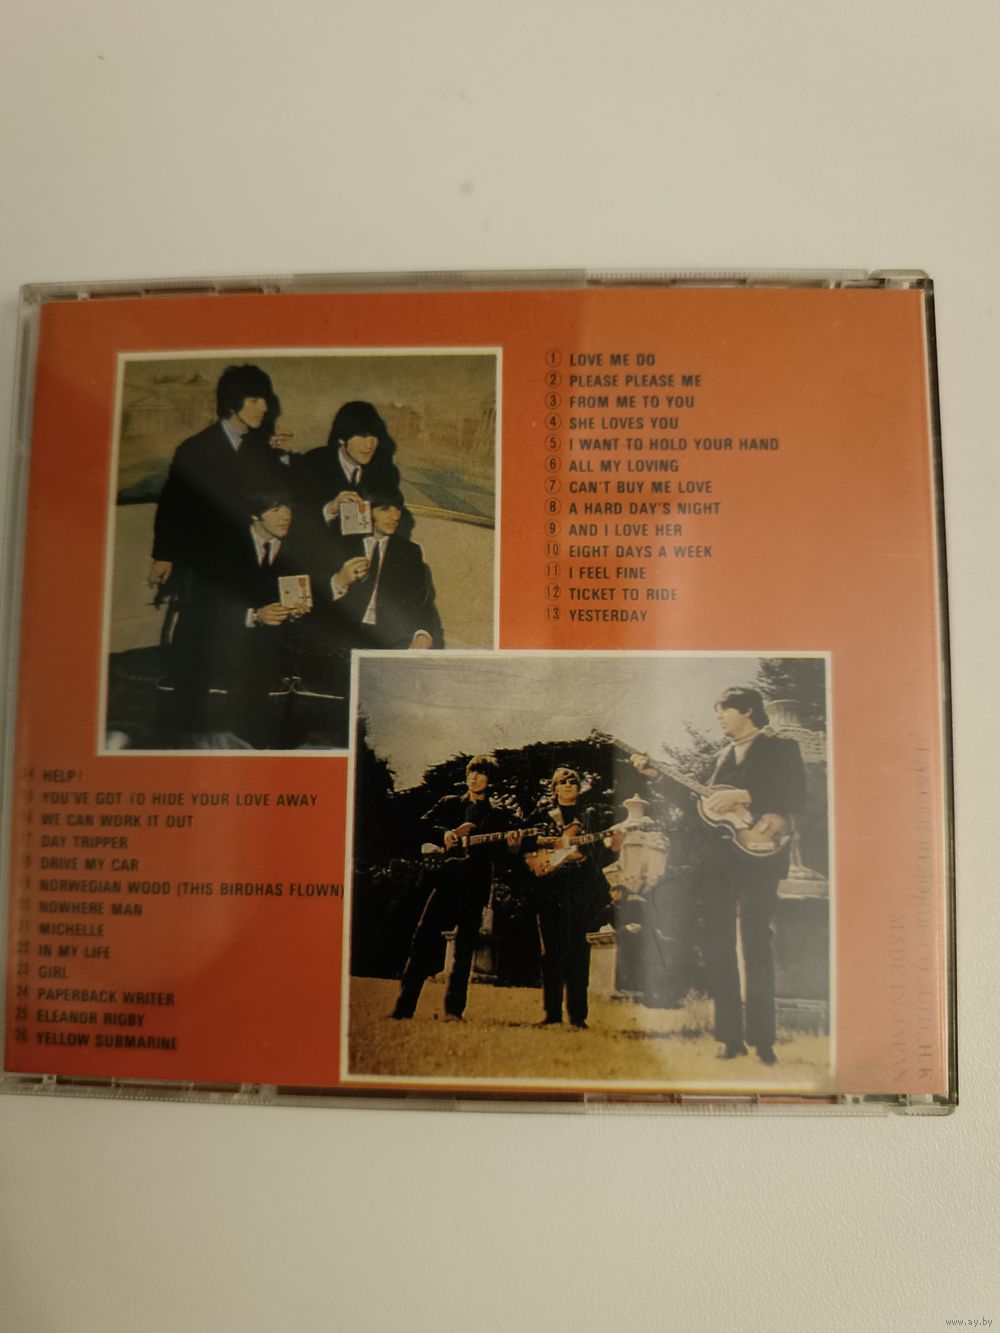 ① LOVE ME DO
② PLEASE PLEASE ME
③ FROM ME TO YOU
④ SHE LOVES YOU
⑤ I WANT TO HOLD YOUR HAND
⑥ ALL MY LOVING
⑦ CAN'T BUY ME LOVE
⑧ A HARD DAY'S NIGHT
⑨ AND I LOVE HER
⑩ EIGHT DAYS A WEEK
⑪ I FEEL FINE
⑫ TICKET TO RIDE
⑬ YESTERDAY
HELP!
YOU'VE GOT TO HIDE YOUR LOVE AWAY
WE CAN WORK IT OUT
DAY TRIPPER
DRIVE MY CAR
NORWEGIAN WOOD (THIS BIRDHAS FLOWN)
NOWHERE MAN
21 MICHELLE
22 IN MY LIFE
23 GIRL
24 PAPERBACK WRITER
25 ELEANOR RIGBY
26 YELLOW SUBMARINE
LTD. H.K
MADE IN JAPAN
www.ay.by